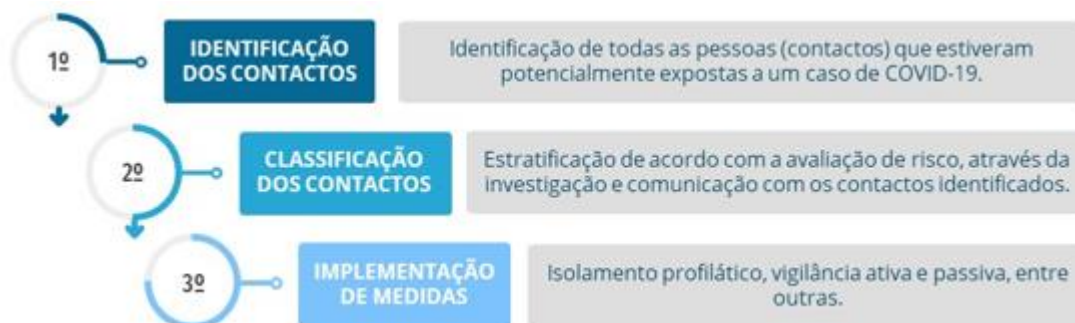 1º
IDENTIFICAÇÃO
DOS CONTACTOS
Identificação de todas as pessoas (contactos) que estiveram
potencialmente expostas a um caso de COVID-19.
2º
CLASSIFICAÇÃO
DOS CONTACTOS
Estratificação de acordo com a avaliação de risco, através da
investigação e comunicação com os contactos identificados.
3º
IMPLEMENTAÇÃO
DE MEDIDAS
Isolamento profilático, vigilância ativa e passiva, entre
outras.